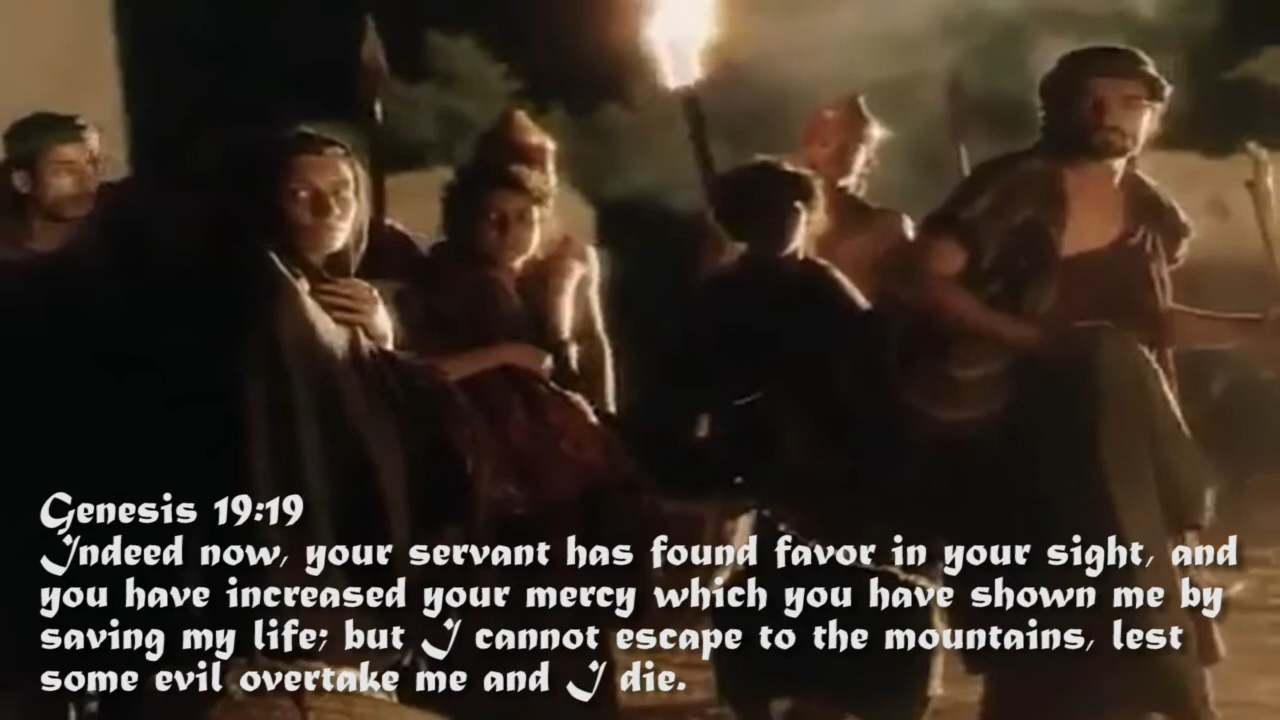 Genesis 19:19
Indeed now, your servant has found favor in your sight, and
you have increased your mercy which you have shown me by
saving my life; but I cannot escape to the mountains, lest
some evil overtake me and I die.